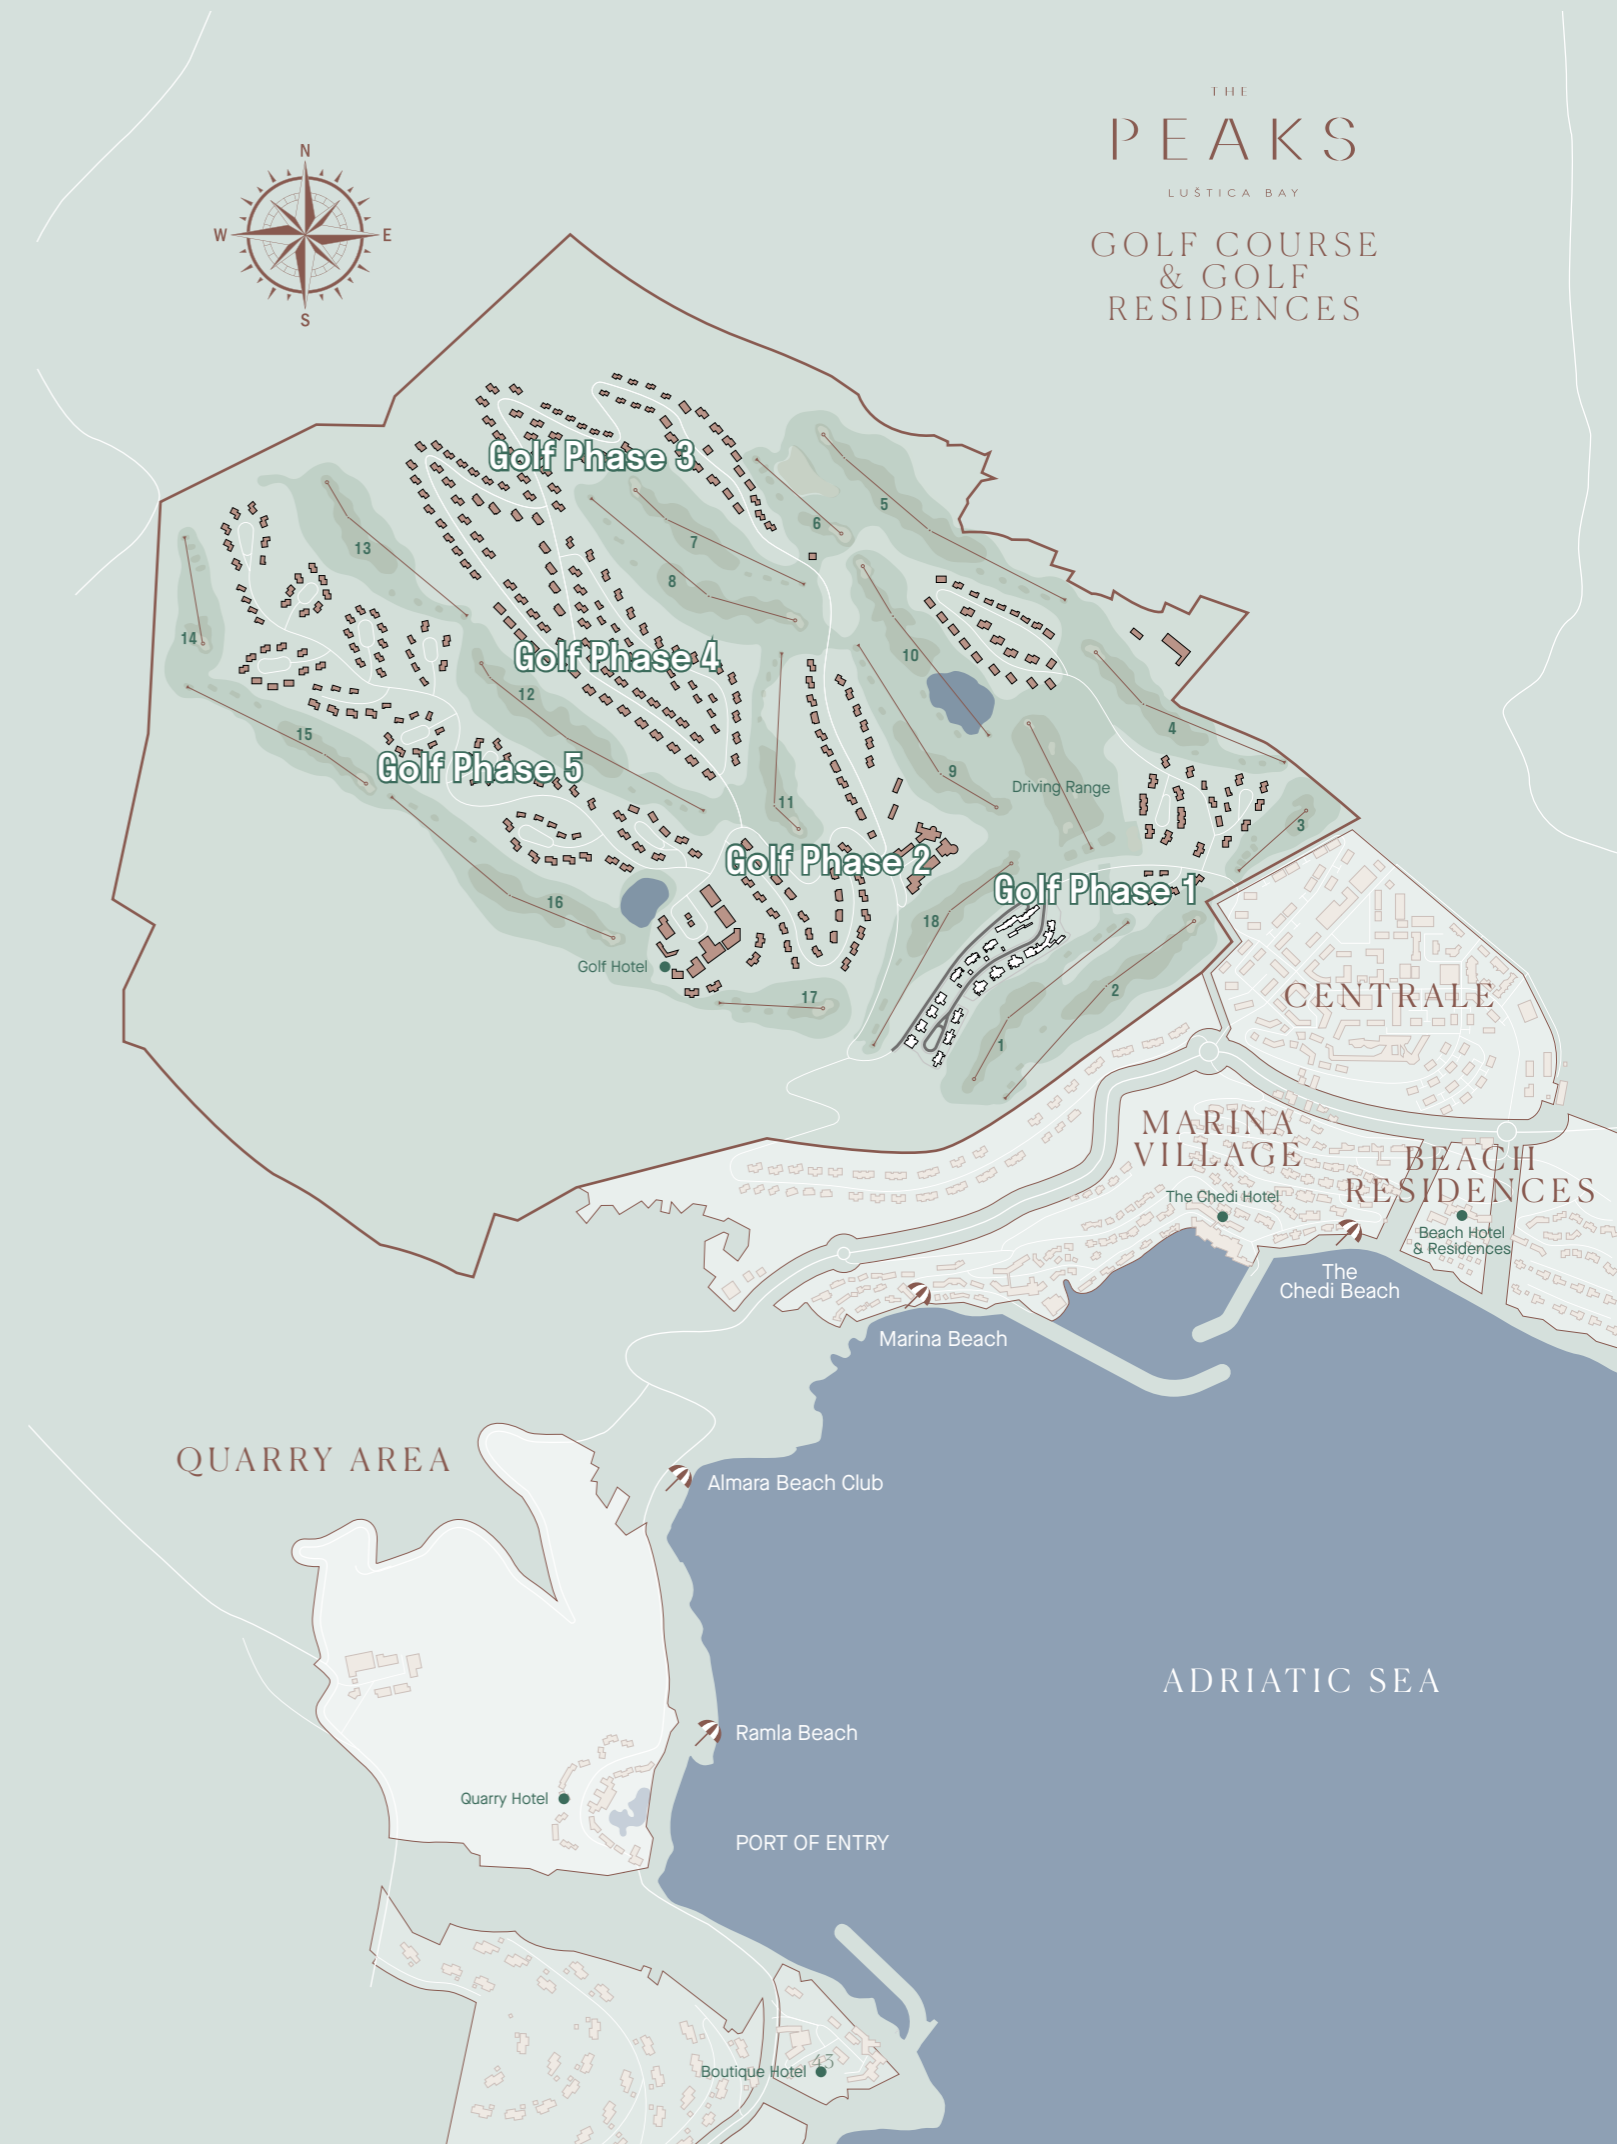 THE
PEAKS
LUŠTICA BAY
GOLF COURSE
& GOLF
RESIDENCES
N
W
E
S
Golf Phase 3
5
6
13
7
8
14
10
Golf Phase 4
12
4
15
Golf Phase 5
9
Driving Range
11
3
Golf Phase 2
Golf Phase 1
16
18
Golf Hotel
17
2
1
CENTRALE
MARINA
VILLAGE
BEACH
RESIDENCES
The Chedi Hotel
Beach Hotel
& Residences
The
Chedi Beach
Marina Beach
QUARRY AREA
Almara Beach Club
ADRIATIC SEA
Ramla Beach
Quarry Hotel
PORT OF ENTRY
43
Boutique Hotel